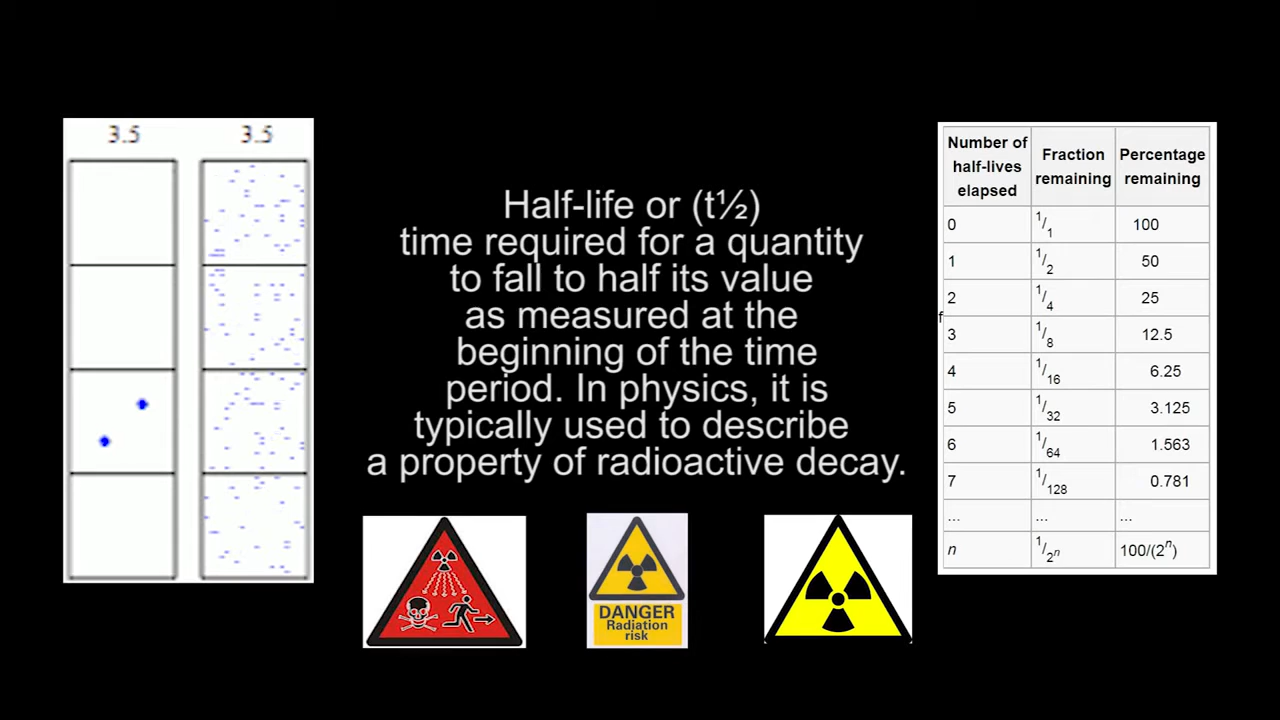 3.5 3.5
Half-life or (t½)
time required for a quantity
to fall to half its value
as measured at the
beginning of the time
period. In physics, it is
typically used to describe
a property of radioactive decay.
DANGER
Radiation
risk
f
Number of half-lives elapsed Fraction remaining Percentage remaining
0 1/1 100
1 1/2 50
2 1/4 25
3 1/8 12.5
4 1/16 6.25
5 1/32 3.125
6 1/64 1.563
7 1/128 0.781
... ... ...
n 1/2ⁿ 100/(2ⁿ)